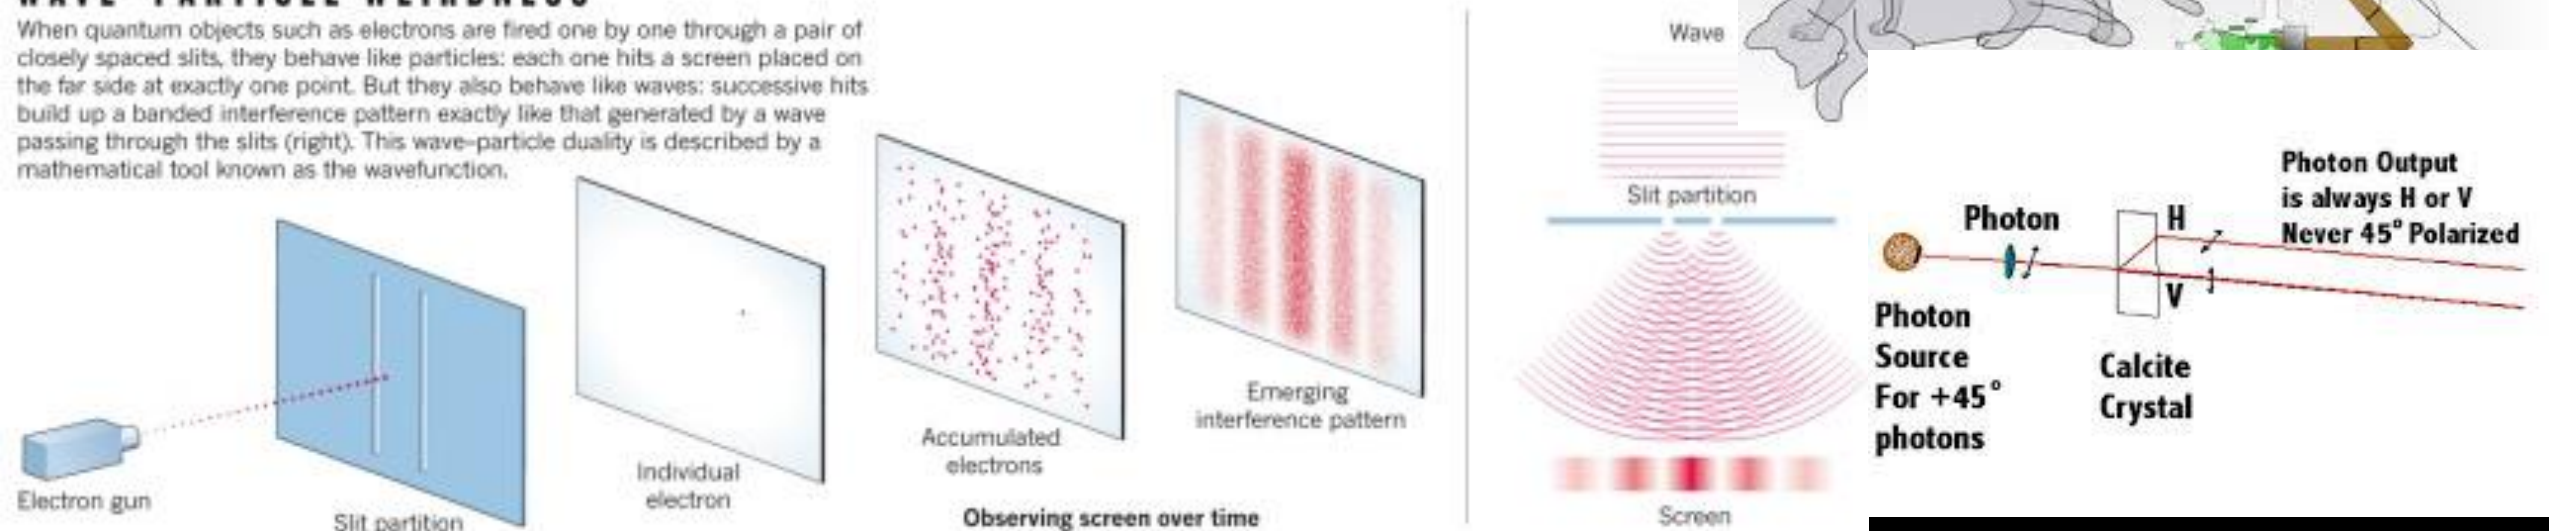 WAVE-PARTICLE WEIRDNESS
When quantum objects such as electrons are fired one by one through a pair of
closely spaced slits, they behave like particles: each one hits a screen placed on
the far side at exactly one point. But they also behave like waves: successive hits
build up a banded interference pattern exactly like that generated by a wave
passing through the slits (right). This wave–particle duality is described by a
mathematical tool known as the wavefunction.
Electron gun
Slit partition
Individual
electron
Accumulated
electrons
Emerging
interference pattern
Observing screen over time
Wave
Slit partition
Screen
Photon
Photon
Source
For +45°
photons
H
V
Calcite
Crystal
Photon Output
is always H or V
Never 45° Polarized